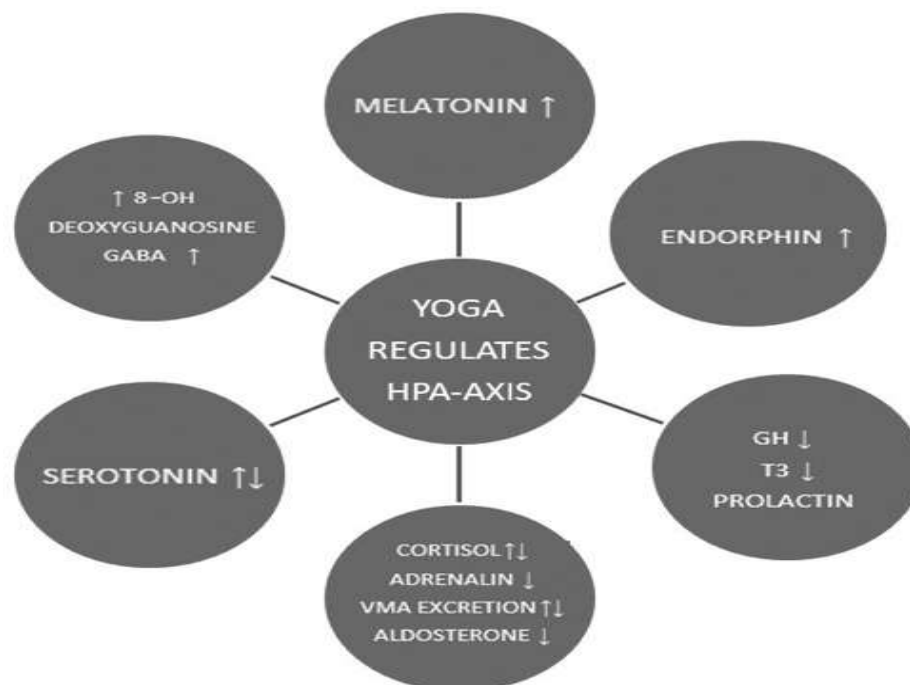 MELATONIN ↑
↑ 8-OH
DEOXYGUANOSINE
GABA ↑
ENDORPHIN ↑
YOGA
REGULATES
HPA-AXIS
SEROTONIN ↑↓
GH ↓
T3 ↓
PROLACTIN
CORTISOL↑↓
ADRENALIN ↓
VMA EXCRETION↑↓
ALDOSTERONE ↓